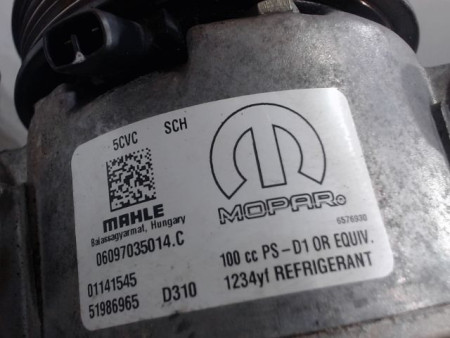 5CVC SCH
MAHLE
Balassagyarmat, Hungary
06097035014.C
01141545
51986965 D310
MOPAR®
6576930
100 cc PS-D1 OR EQUIV.
1234yf REFRIGERANT